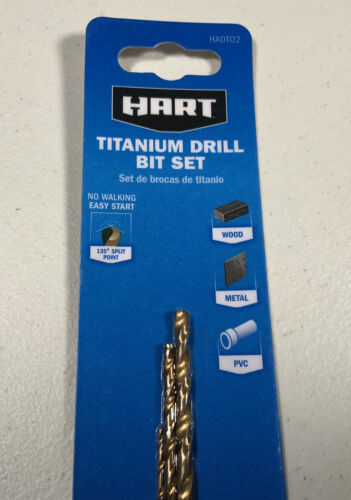 HADT02
HART
TITANIUM DRILL
BIT SET
Set de brocas de titanio
NO WALKING
EASY START
135° SPLIT
POINT
WOOD
METAL
PVC